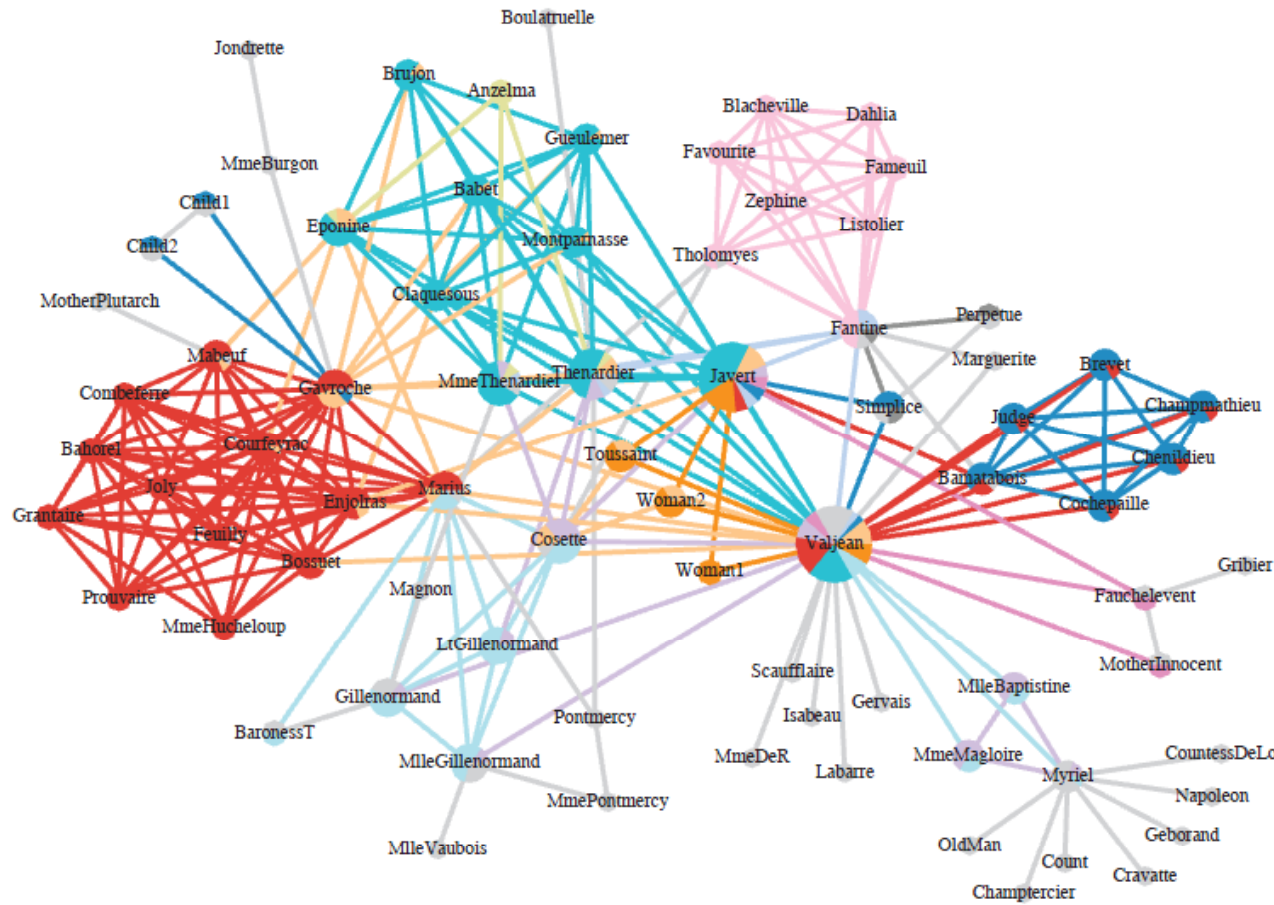 Boulatruelle
Jondrette
Brujon
Anzelma
Blacheville
Dahlia
Gueulemer
Favourite
MmeBurgon
Fameuil
Babet
Child1
Zephine
Eponine
Listolier
Child2
Montparnasse
Tholomyes
Claquesous
MotherPlutarch
Perpetue
Fantine
Mabeuf
Marguerite
Brevet
MmeThenardier
Thenardier
Javert
Gavroche
Combeferre
Simplice
Champmathieu
Judge
Courfeyrac
Bahorel
Toussaint
Chenildieu
Joly
Marius
Bamatabois
Enjolras
Woman2
Grantaire
Cochepaille
Feuilly
Cosette
Valjean
Bossuet
Woman1
Gribier
Magnon
Prouvaire
Fauchelevent
MmeHucheloup
LtGillenormand
MotherInnocent
Scaufflaire
MlleBaptistine
Gillenormand
Gervais
Isabeau
Pontmercy
BaronessT
MmeDeR
MmeMagloire
CountessDeLo
MlleGillenormand
Labarre
Myriel
Napoleon
MmePontmercy
Geborand
OldMan
MlleVaubois
Count
Cravatte
Champtercier